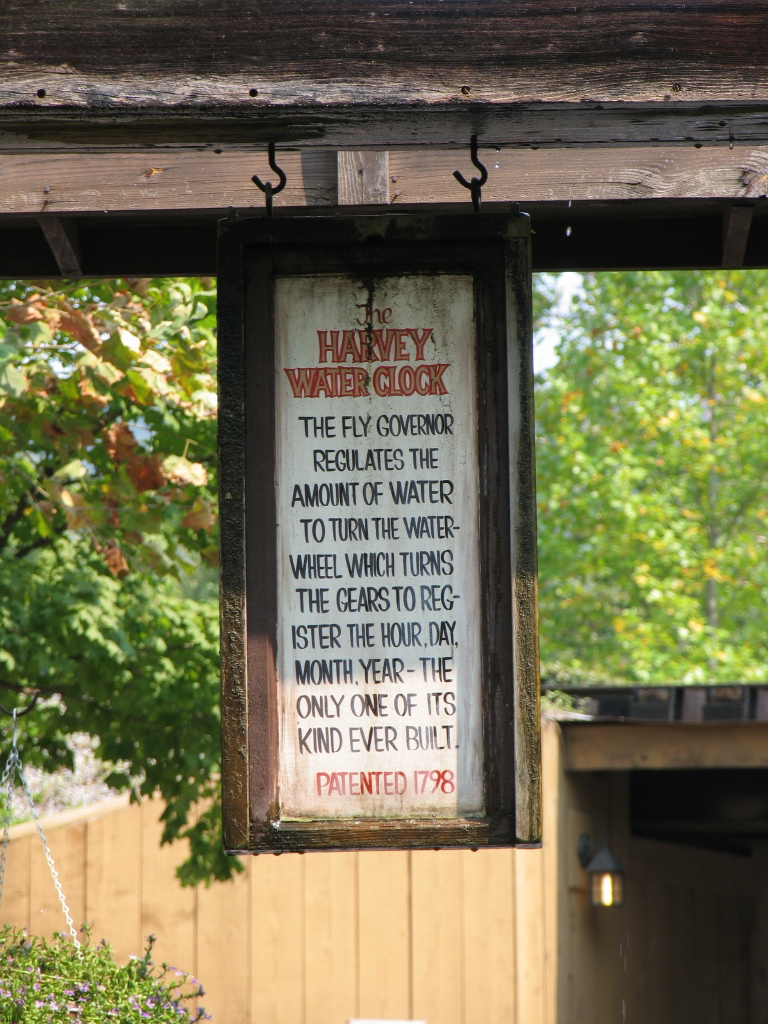 The
HARVEY
WATER CLOCK
THE FLY GOVERNOR
REGULATES THE
AMOUNT OF WATER
TO TURN THE WATER-
WHEEL WHICH TURNS
THE GEARS TO REG-
ISTER THE HOUR, DAY,
MONTH, YEAR - THE
ONLY ONE OF ITS
KIND EVER BUILT.
PATENTED 1798